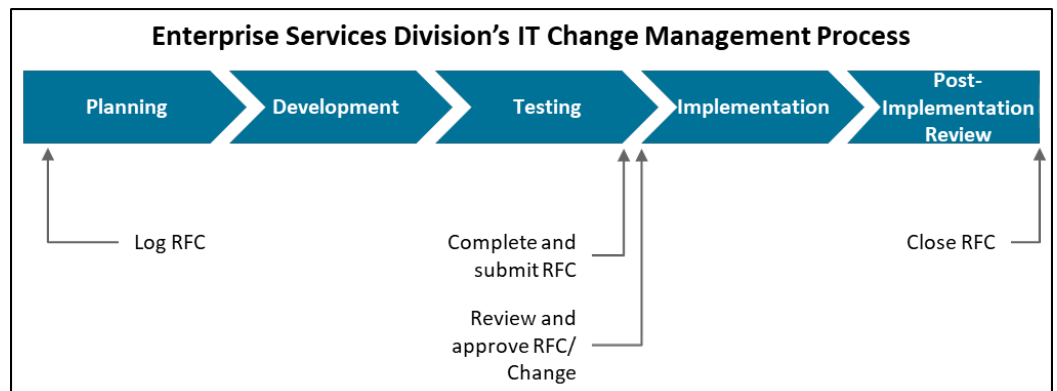 Enterprise Services Division’s IT Change Management Process
Planning
Development
Testing
Implementation
Post-
Implementation
Review
Log RFC
Complete and
submit RFC
Close RFC
Review and
approve RFC/
Change